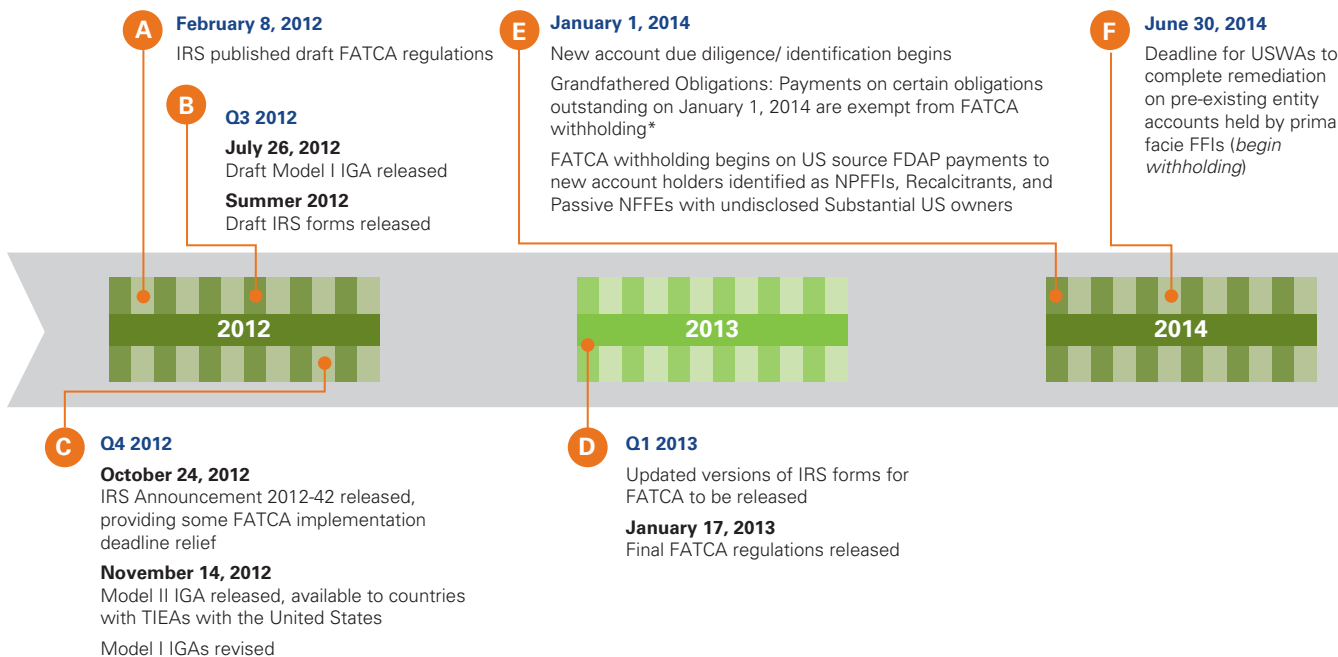 A
February 8, 2012
IRS published draft FATCA regulations
B
Q3 2012
July 26, 2012
Draft Model I IGA released
Summer 2012
Draft IRS forms released
E
January 1, 2014
New account due diligence/ identification begins
Grandfathered Obligations: Payments on certain obligations
outstanding on January 1, 2014 are exempt from FATCA
withholding*
FATCA withholding begins on US source FDAP payments to
new account holders identified as NPFFIs, Recalcitrants, and
Passive NFFEs with undisclosed Substantial US owners
F
June 30, 2014
Deadline for USWAs to
complete remediation
on pre-existing entity
accounts held by prima
facie FFIs (begin
withholding)
2012
2013
2014
C
Q4 2012
October 24, 2012
IRS Announcement 2012-42 released,
providing some FATCA implementation
deadline relief
November 14, 2012
Model II IGA released, available to countries
with TIEAs with the United States
Model I IGAs revised
D
Q1 2013
Updated versions of IRS forms for
FATCA to be released
January 17, 2013
Final FATCA regulations released